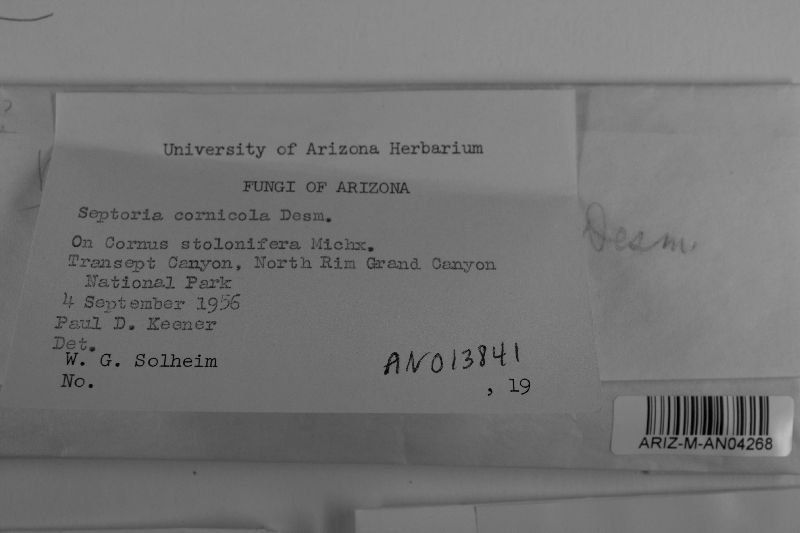 University of Arizona Herbarium
FUNGI OF ARIZONA
Septoria cornicola Desm.
On Cornus stolonifera Michx.
Transept Canyon, North Rim Grand Canyon
National Park
4 September 1956
Paul D. Keener
Det.
W. G. Solheim
No.
AN013841
, 19
Desm.
ARIZ-M-AN04268